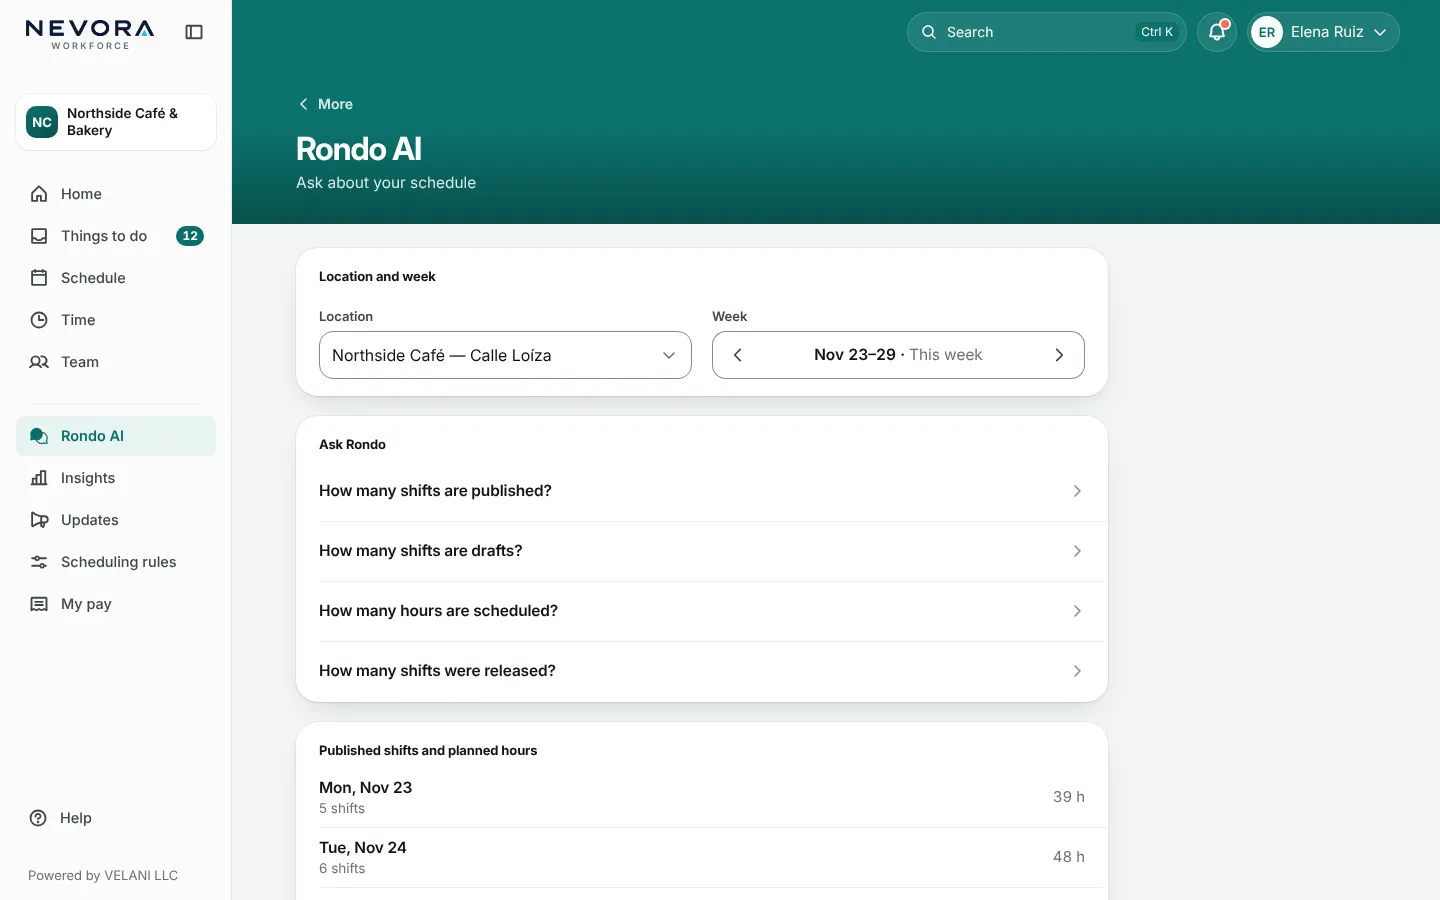 NEVORA
WORKFORCE
Search
Ctrl K
ER
Elena Ruiz
NC
Northside Café &
Bakery
Home
Things to do
12
Schedule
Time
Team
Rondo AI
Insights
Updates
Scheduling rules
My pay
Help
Powered by VELANI LLC
More
Rondo AI
Ask about your schedule
Location and week
Location
Week
Northside Café — Calle Loíza
Nov 23–29 · This week
Ask Rondo
How many shifts are published?
How many shifts are drafts?
How many hours are scheduled?
How many shifts were released?
Published shifts and planned hours
Mon, Nov 23
5 shifts
39 h
Tue, Nov 24
6 shifts
48 h